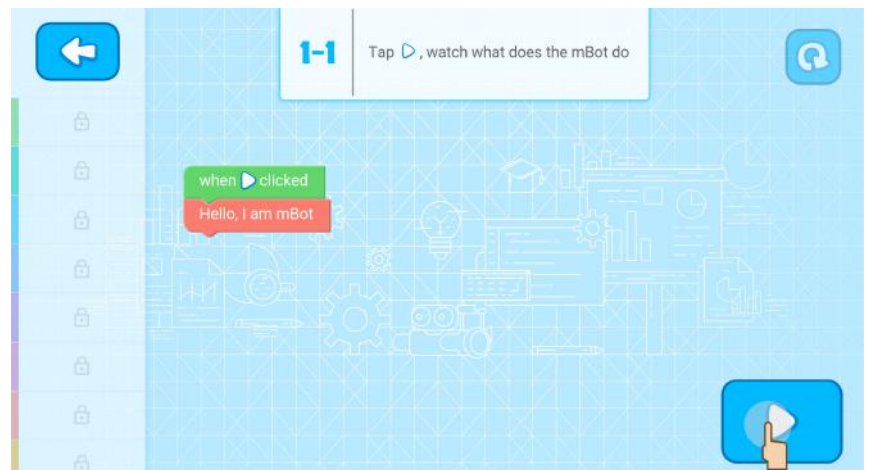 1-1
Tap , watch what does the mBot do
when clicked
Hello, I am mBot